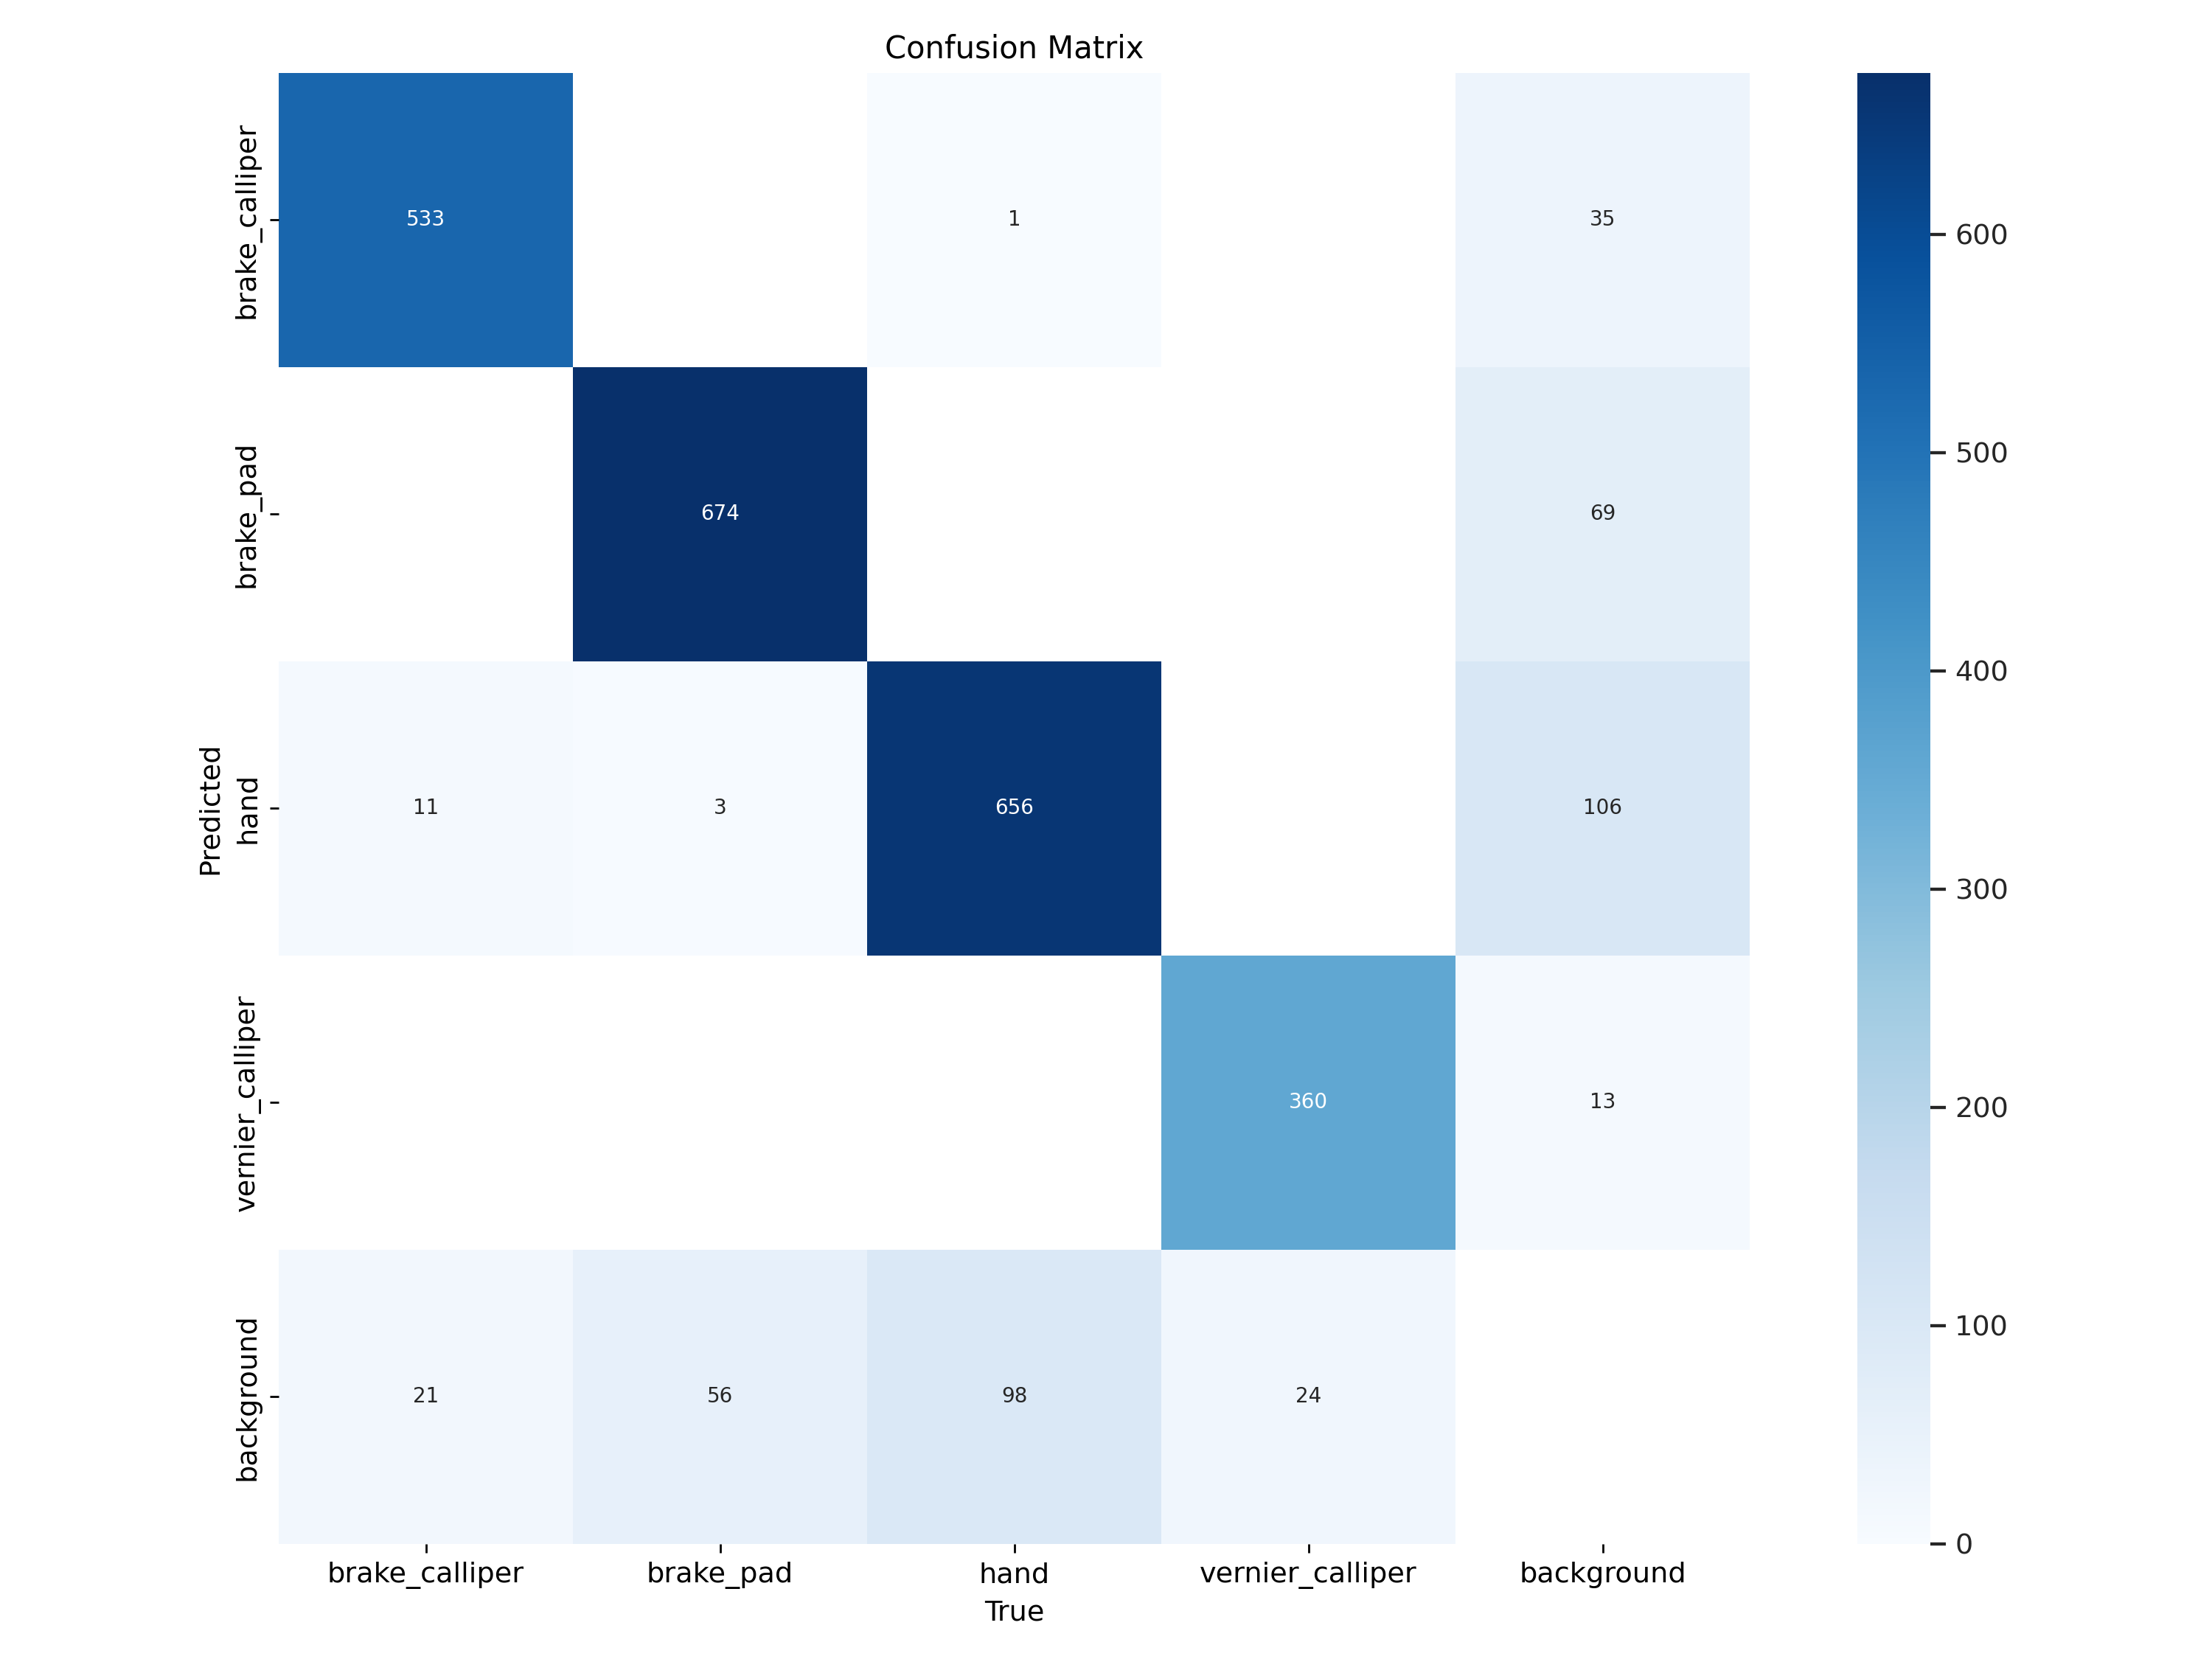 Confusion Matrix
brake_calliper
533
1
35
brake_pad
674
69
Predicted
hand
11
3
656
106
vernier_calliper
360
13
background
21
56
98
24
brake_calliper
brake_pad
hand
vernier_calliper
background
True
600
500
400
300
200
100
0